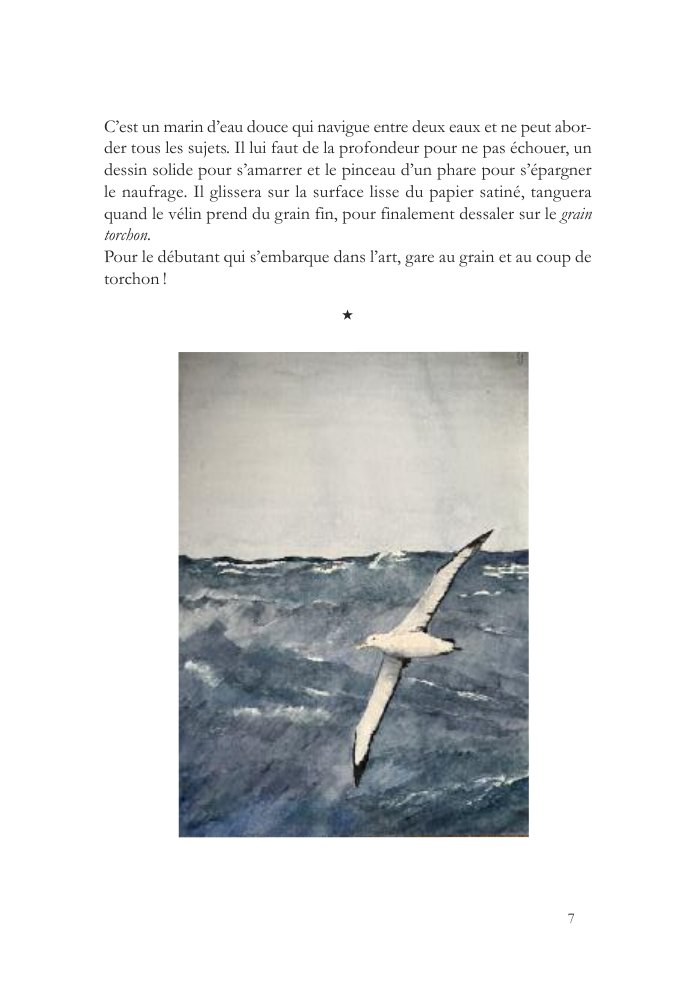 C’est un marin d’eau douce qui navigue entre deux eaux et ne peut abor-
der tous les sujets. Il lui faut de la profondeur pour ne pas échouer, un
dessin solide pour s’amarrer et le pinceau d’un phare pour s’épargner
le naufrage. Il glissera sur la surface lisse du papier satiné, tanguera
quand le vélin prend du grain fin, pour finalement dessaler sur le grain
torchon.
Pour le débutant qui s’embarque dans l’art, gare au grain et au coup de
torchon !
★
7